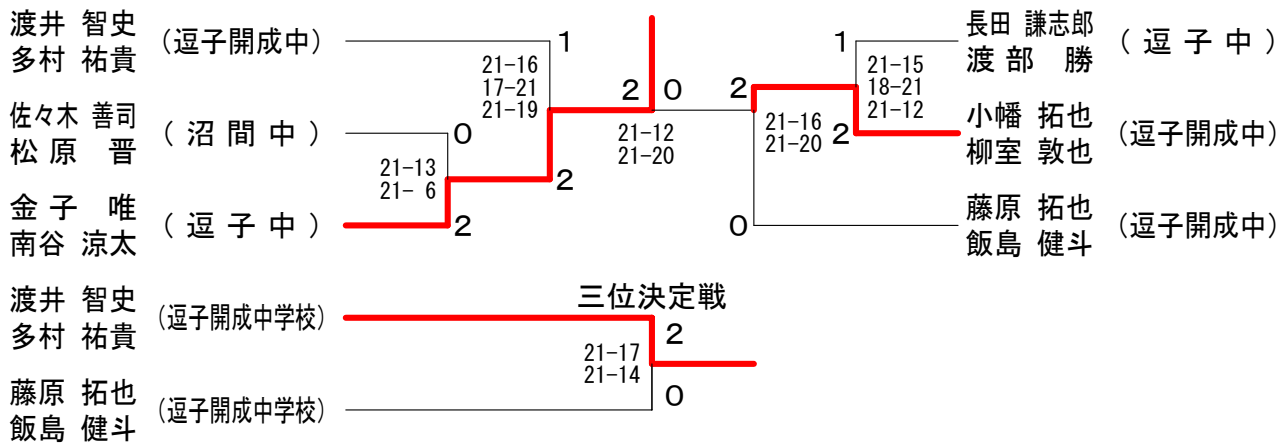 渡井 智史
多村 祐貴
(逗子開成中)
1
21-16
17-21
21-19
佐々木 善司
松原 晋
(沼間中)
0
21-13
21- 6
2
金子 唯
南谷 涼太
(逗子中)
2
2
0
21-12
21-20
2
21-16
21-20
0
1
21-15
18-21
21-12
2
長田 謙志郎
渡部 勝
(逗子中)
小幡 拓也
柳室 敦也
(逗子開成中)
藤原 拓也
飯島 健斗
(逗子開成中)
三位決定戦
渡井 智史
多村 祐貴
(逗子開成中学校)
2
21-17
21-14
0
藤原 拓也
飯島 健斗
(逗子開成中学校)